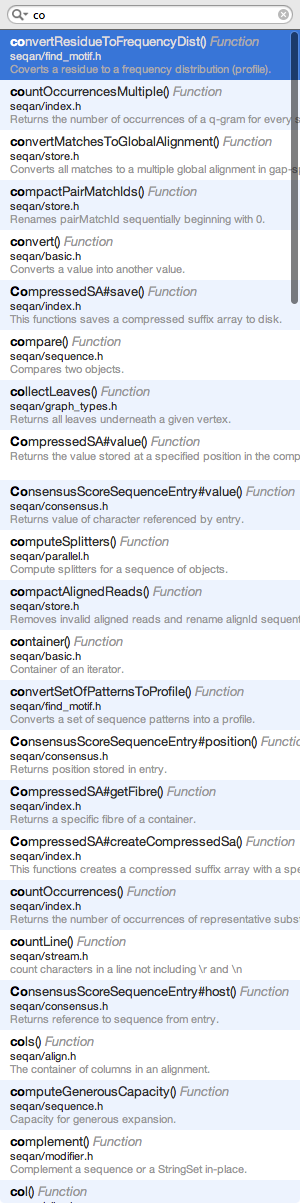 co
convertResidueToFrequencyDist() Function
seqan/find_motif.h
Coverts a residue to a frequency distribution (profile).
countOccurrencesMultiple() Function
seqan/index.h
Returns the number of occurrences of a q-gram for every s
convertMatchesToGlobalAlignment() Function
seqan/store.h
Converts all matches to a multiple global alignment in gap-sp
compactPairMatchIds() Function
seqan/store.h
Renames pairMatchId sequentially beginning with 0.
convert() Function
seqan/basic.h
Converts a value into another value.
CompressedSA#save() Function
seqan/index.h
This functions saves a compressed suffix array to disk.
compare() Function
seqan/sequence.h
Compares two objects.
collectLeaves() Function
seqan/graph_types.h
Returns all leaves underneath a given vertex.
CompressedSA#value() Function
Returns the value stored at a specified position in the comp
ConsensusScoreSequenceEntry#value() Function
seqan/consensus.h
Returns value of character referenced by entry.
computeSplitters() Function
seqan/parallel.h
Compute splitters for a sequence of objects.
compactAlignedReads() Function
seqan/store.h
Removes invalid aligned reads and rename alignId sequent
container() Function
seqan/basic.h
Container of an iterator.
convertSetOfPatternsToProfile() Function
seqan/find_motif.h
Converts a set of sequence patterns into a profile.
ConsensusScoreSequenceEntry#position() Functic
seqan/consensus.h
Returns position stored in entry.
CompressedSA#getFibre() Function
seqan/index.h
Returns a specific fibre of a container.
CompressedSA#createCompressedSa() Function
seqan/index.h
This functions creates a compressed suffix array with a spe
countOccurrences() Function
seqan/index.h
Returns the number of occurrences of representative subs
countLine() Function
seqan/stream.h
count characters in a line not including \r and \n
ConsensusScoreSequenceEntry#host() Function
seqan/consensus.h
Returns reference to sequence from entry.
cols() Function
seqan/align.h
The container of columns in an alignment.
computeGenerousCapacity() Function
seqan/sequence.h
Capacity for generous expansion.
complement() Function
seqan/modifier.h
Complement a sequence or a StringSet in-place.
col() Function